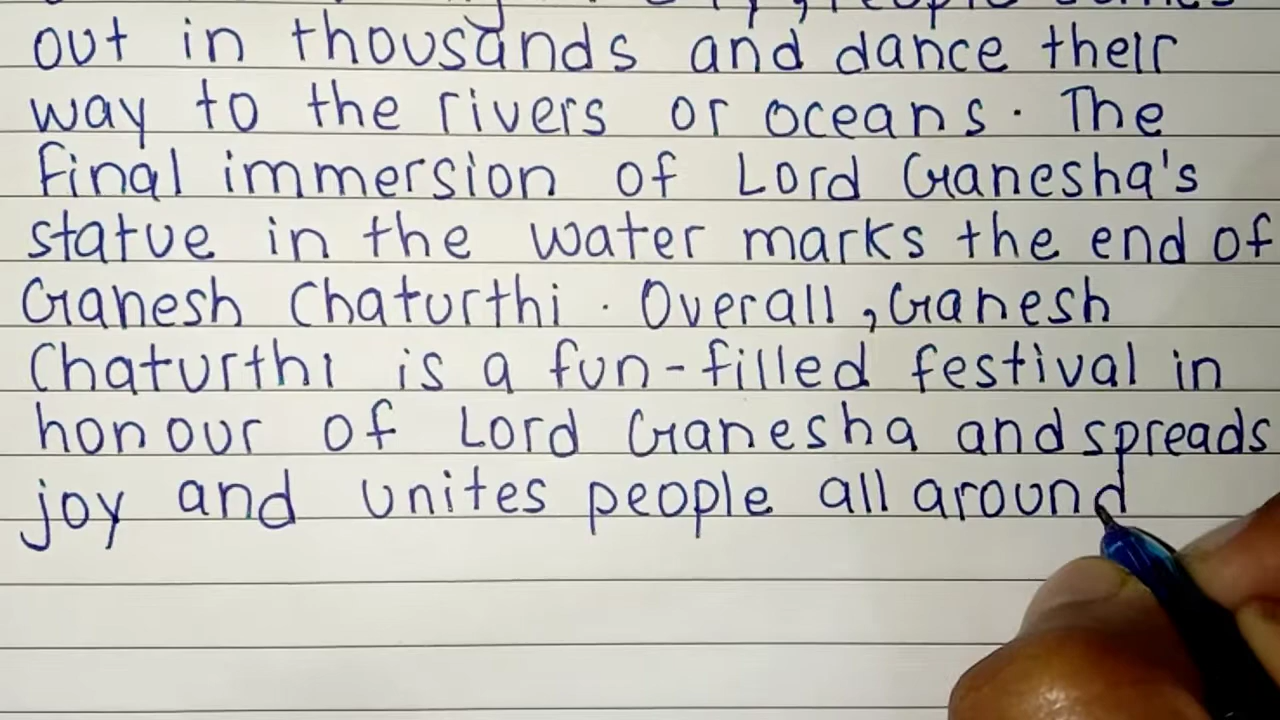 out in thousands and dance their
way to the rivers or oceans. The
final immersion of Lord Ganesha's
statue in the water marks the end of
Ganesh Chaturthi. Overall, Ganesh
Chaturthi is a fun-filled festival in
honour of Lord Ganesha and spreads
joy and unites people all around